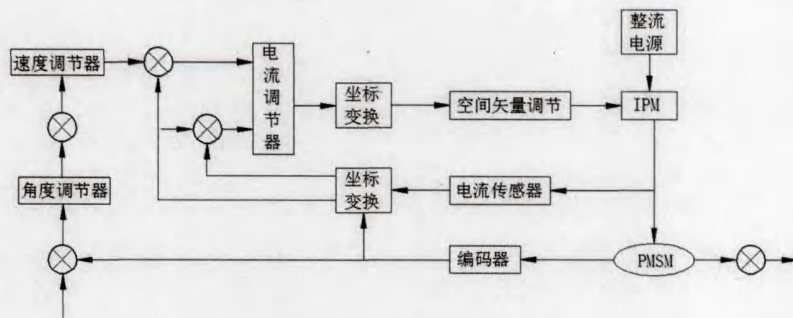 整流
电源
速度调节器
电
流
调
节
器
坐标
变换
空间矢量调节
IPM
角度调节器
坐标
变换
电流传感器
编码器
PMSM